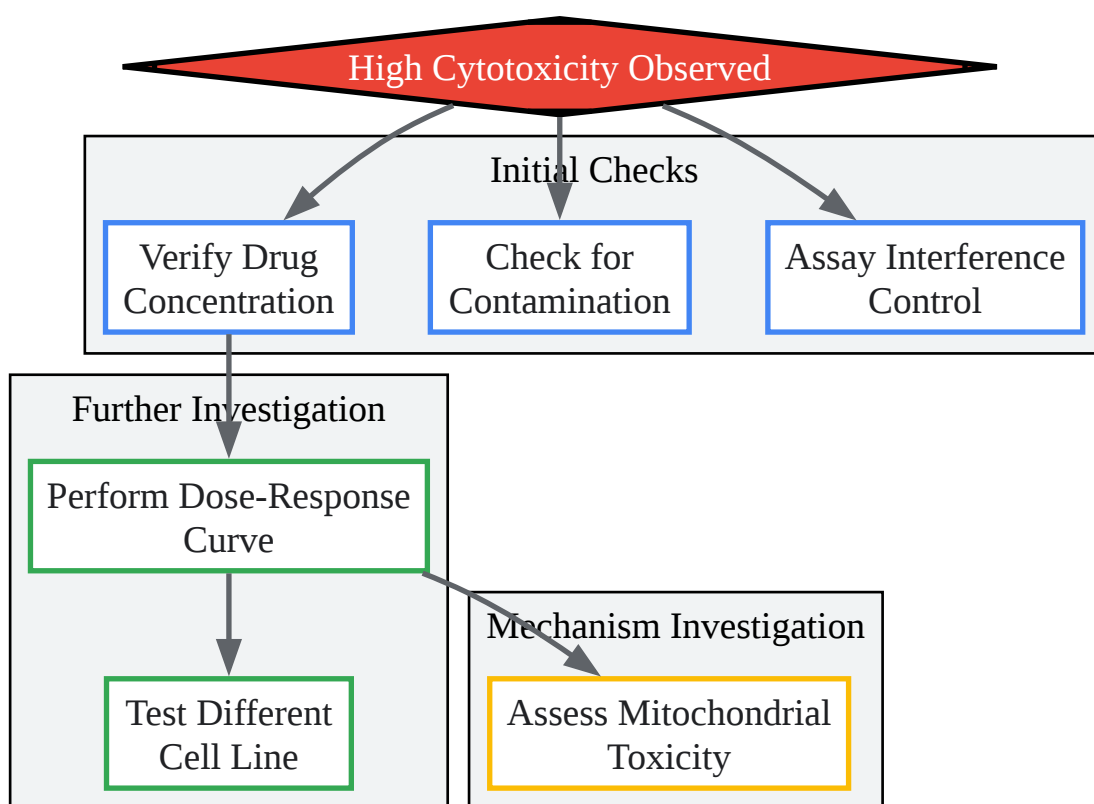 High Cytotoxicity Observed
Initial Checks
Verify Drug
Concentration
Check for
Contamination
Assay Interference
Control
Further Investigation
Perform Dose-Response
Curve
Mechanism Investigation
Test Different
Cell Line
Assess Mitochondrial
Toxicity